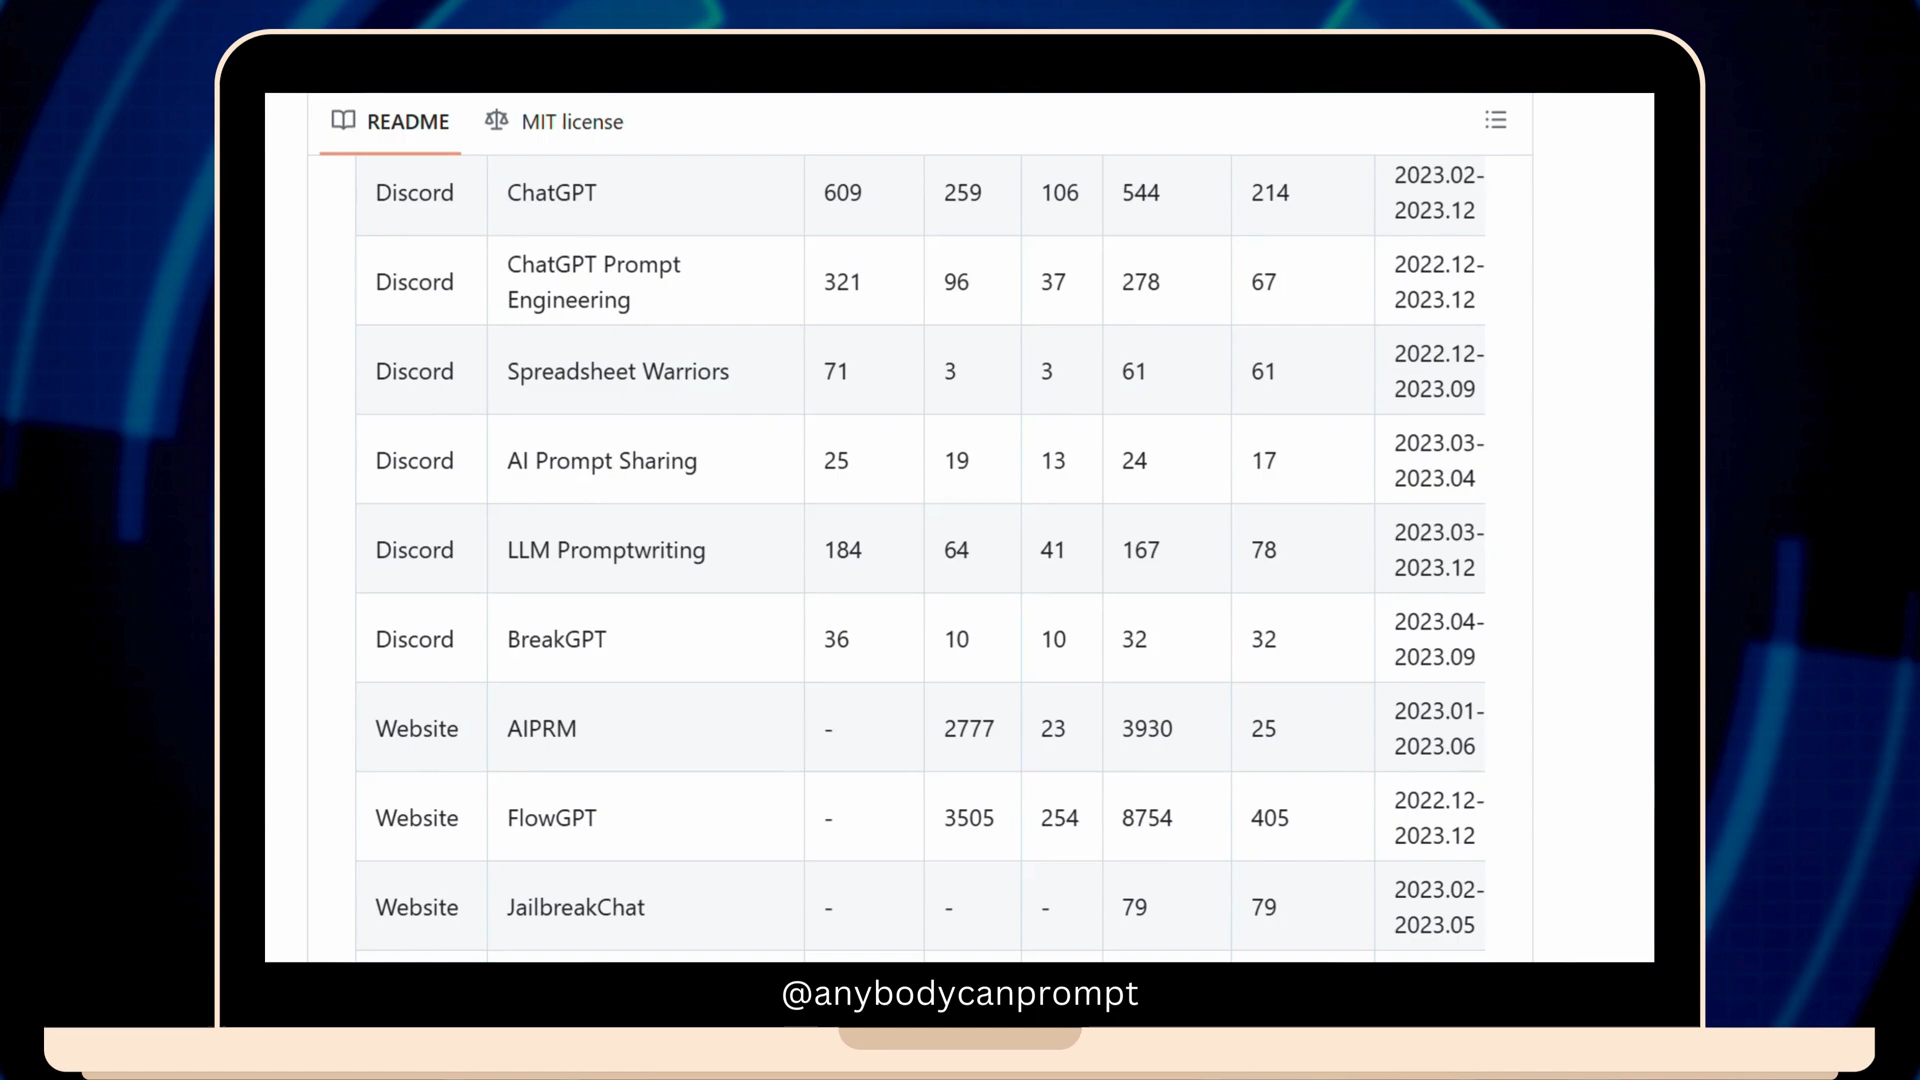 README MIT license
Discord ChatGPT 609 259 106 544 214 2023.02-
2023.12
Discord ChatGPT Prompt
Engineering 321 96 37 278 67 2022.12-
2023.12
Discord Spreadsheet Warriors 71 3 3 61 61 2022.12-
2023.09
Discord AI Prompt Sharing 25 19 13 24 17 2023.03-
2023.04
Discord LLM Promptwriting 184 64 41 167 78 2023.03-
2023.12
Discord BreakGPT 36 10 10 32 32 2023.04-
2023.09
Website AIPRM - 2777 23 3930 25 2023.01-
2023.06
Website FlowGPT - 3505 254 8754 405 2022.12-
2023.12
Website JailbreakChat - - - 79 79 2023.02-
2023.05
@anybodycanprompt